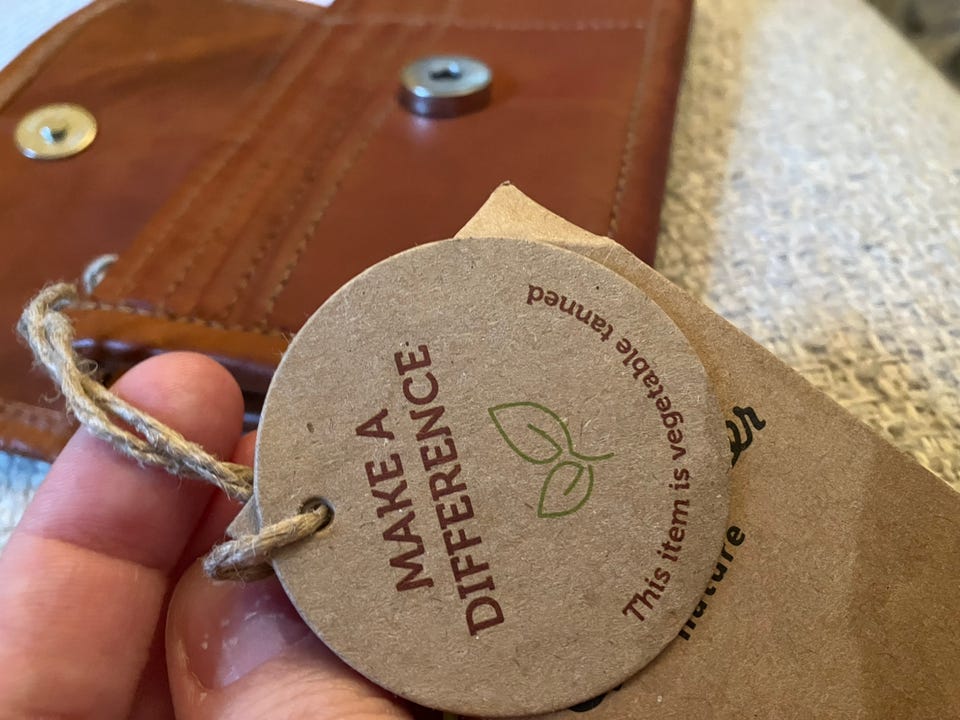 MAKE A
DIFFERENCE
This item is vegetable tanned
nature